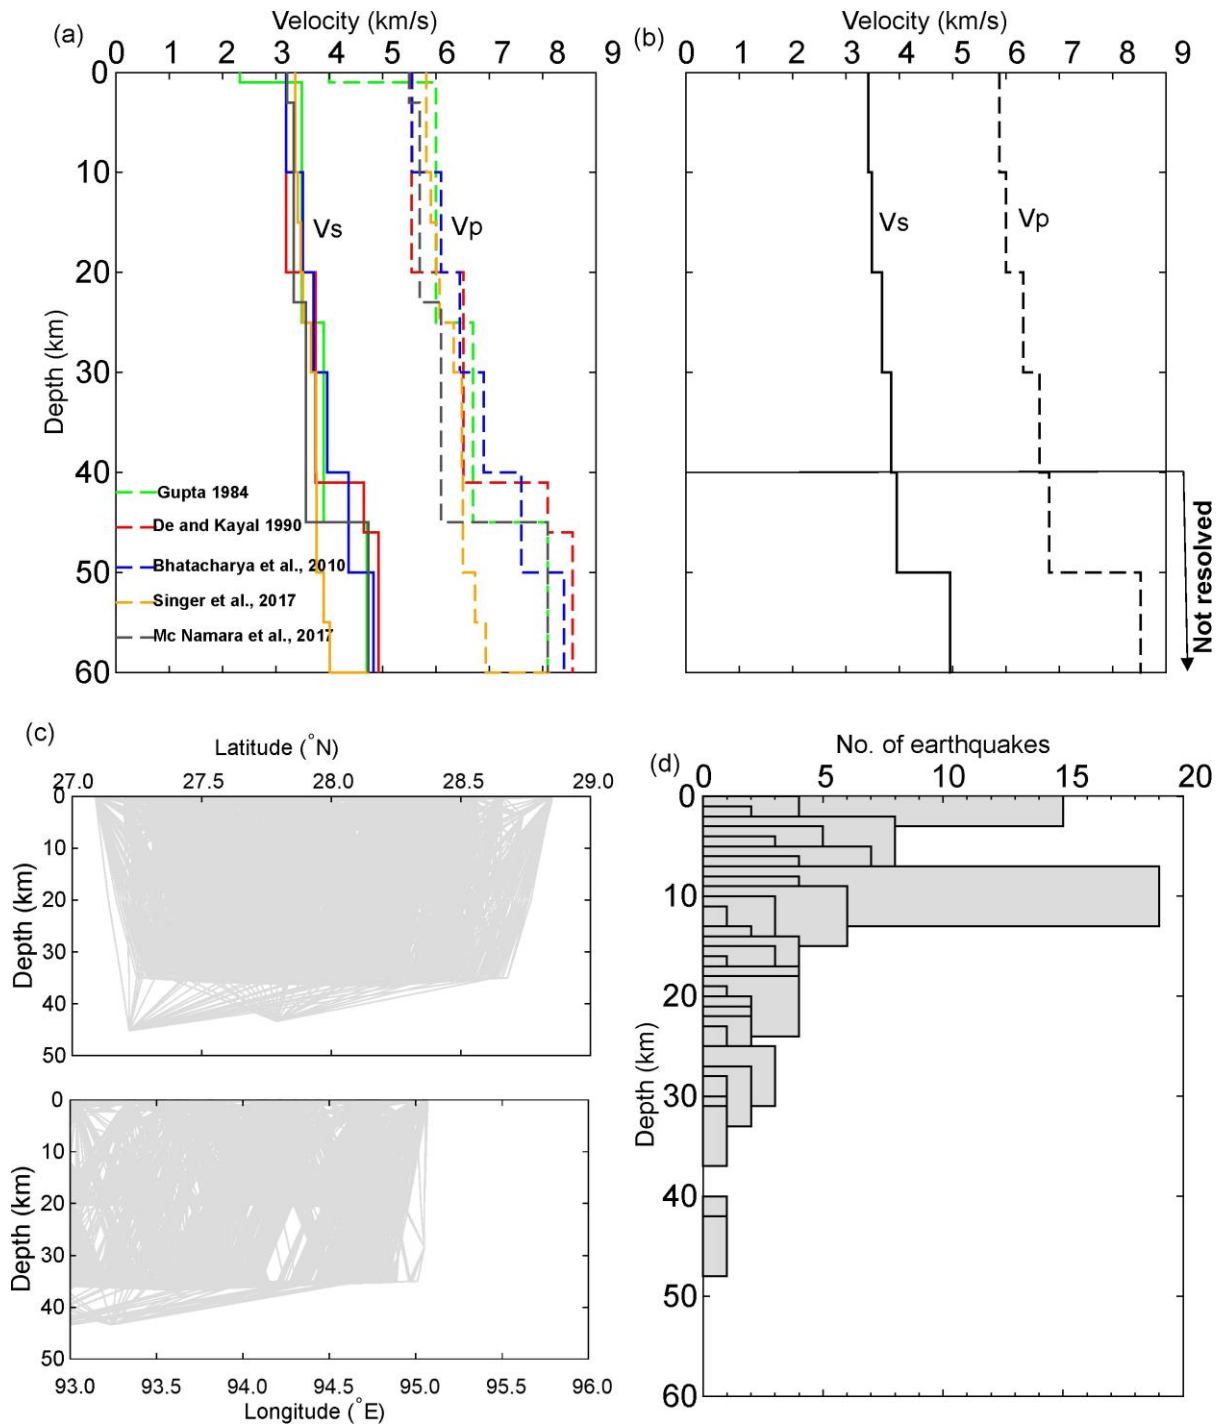 (a)
Velocity (km/s)
0 1 2 3 4 5 6 7 8 9
0
10
20
30
40
50
60
Depth (km)
Vs
Vp
Gupta 1984
De and Kayal 1990
Bhatacharya et al., 2010
Singer et al., 2017
Mc Namara et al., 2017
(b)
Velocity (km/s)
0 1 2 3 4 5 6 7 8 9
Vs
Vp
Not resolved
(c)
Latitude (°N)
27.0 27.5 28.0 28.5 29.0
0
10
20
30
40
50
Depth (km)
0
10
20
30
40
50
Depth (km)
93.0 93.5 94.0 94.5 95.0 95.5 96.0
Longitude (°E)
(d)
No. of earthquakes
0 5 10 15 20
0
10
20
30
40
50
60
Depth (km)